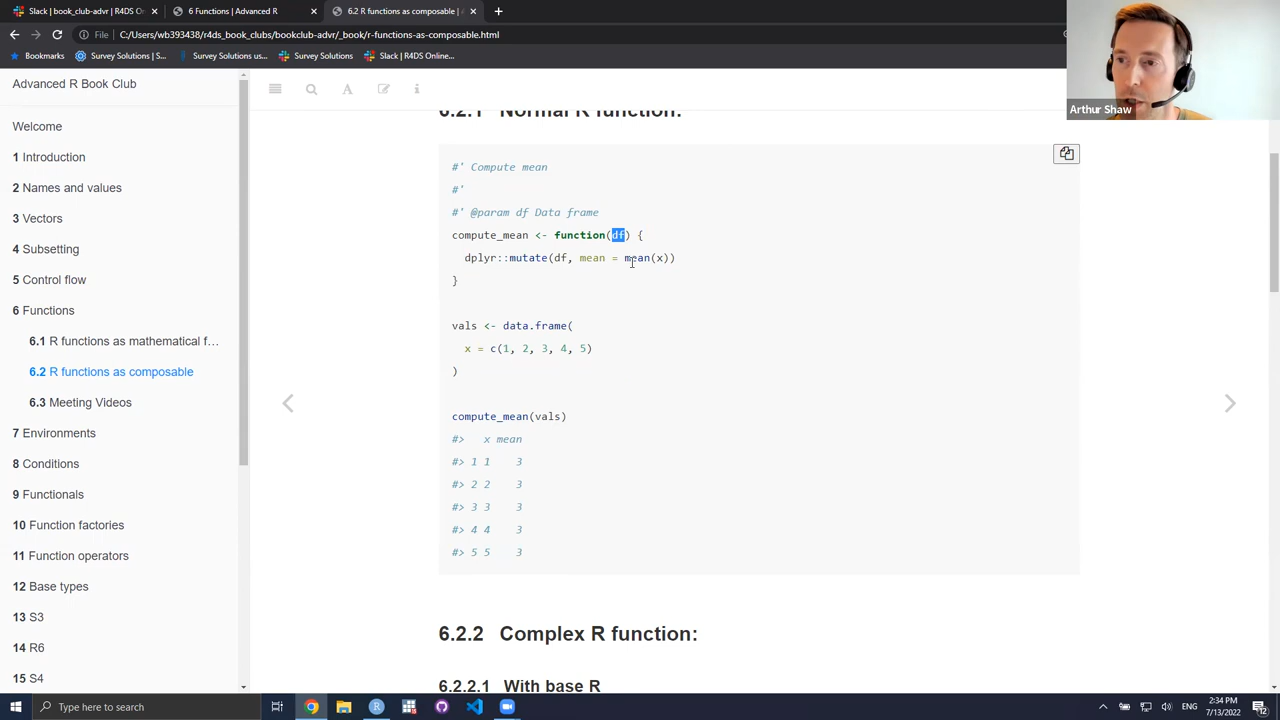 Slack | bookclub-advr | R4DS O
6 Functions | Advanced R
6.2 R functions as composable |
File
C:/Users/wb393438/r4ds_book_clubs/bookclub-advr/_book/r-functions-as-composable.html
Bookmarks
Survey Solutions | S...
Survey Solutions us...
Survey Solutions
Slack | R4DS Online...
Arthur Shaw
Advanced R Book Club
Welcome
1 Introduction
2 Names and values
3 Vectors
4 Subsetting
5 Control flow
6 Functions
6.1 R functions as mathematical f…
6.2 R functions as composable
6.3 Meeting Videos
7 Environments
8 Conditions
9 Functionals
10 Function factories
11 Function operators
12 Base types
13 S3
14 R6
15 S4
6.2.1 Normal R function:
#' Compute mean
#'
#' @param df Data frame
compute_mean <- function(df) {
dplyr::mutate(df, mean = mean(x))
}
vals <- data.frame(
x = c(1, 2, 3, 4, 5)
)
compute_mean(vals)
#> x mean
#> 1 1 3
#> 2 2 3
#> 3 3 3
#> 4 4 3
#> 5 5 3
6.2.2 Complex R function:
6.2.2.1 With base R
Type here to search
ENG
2:34 PM
7/13/2022
12